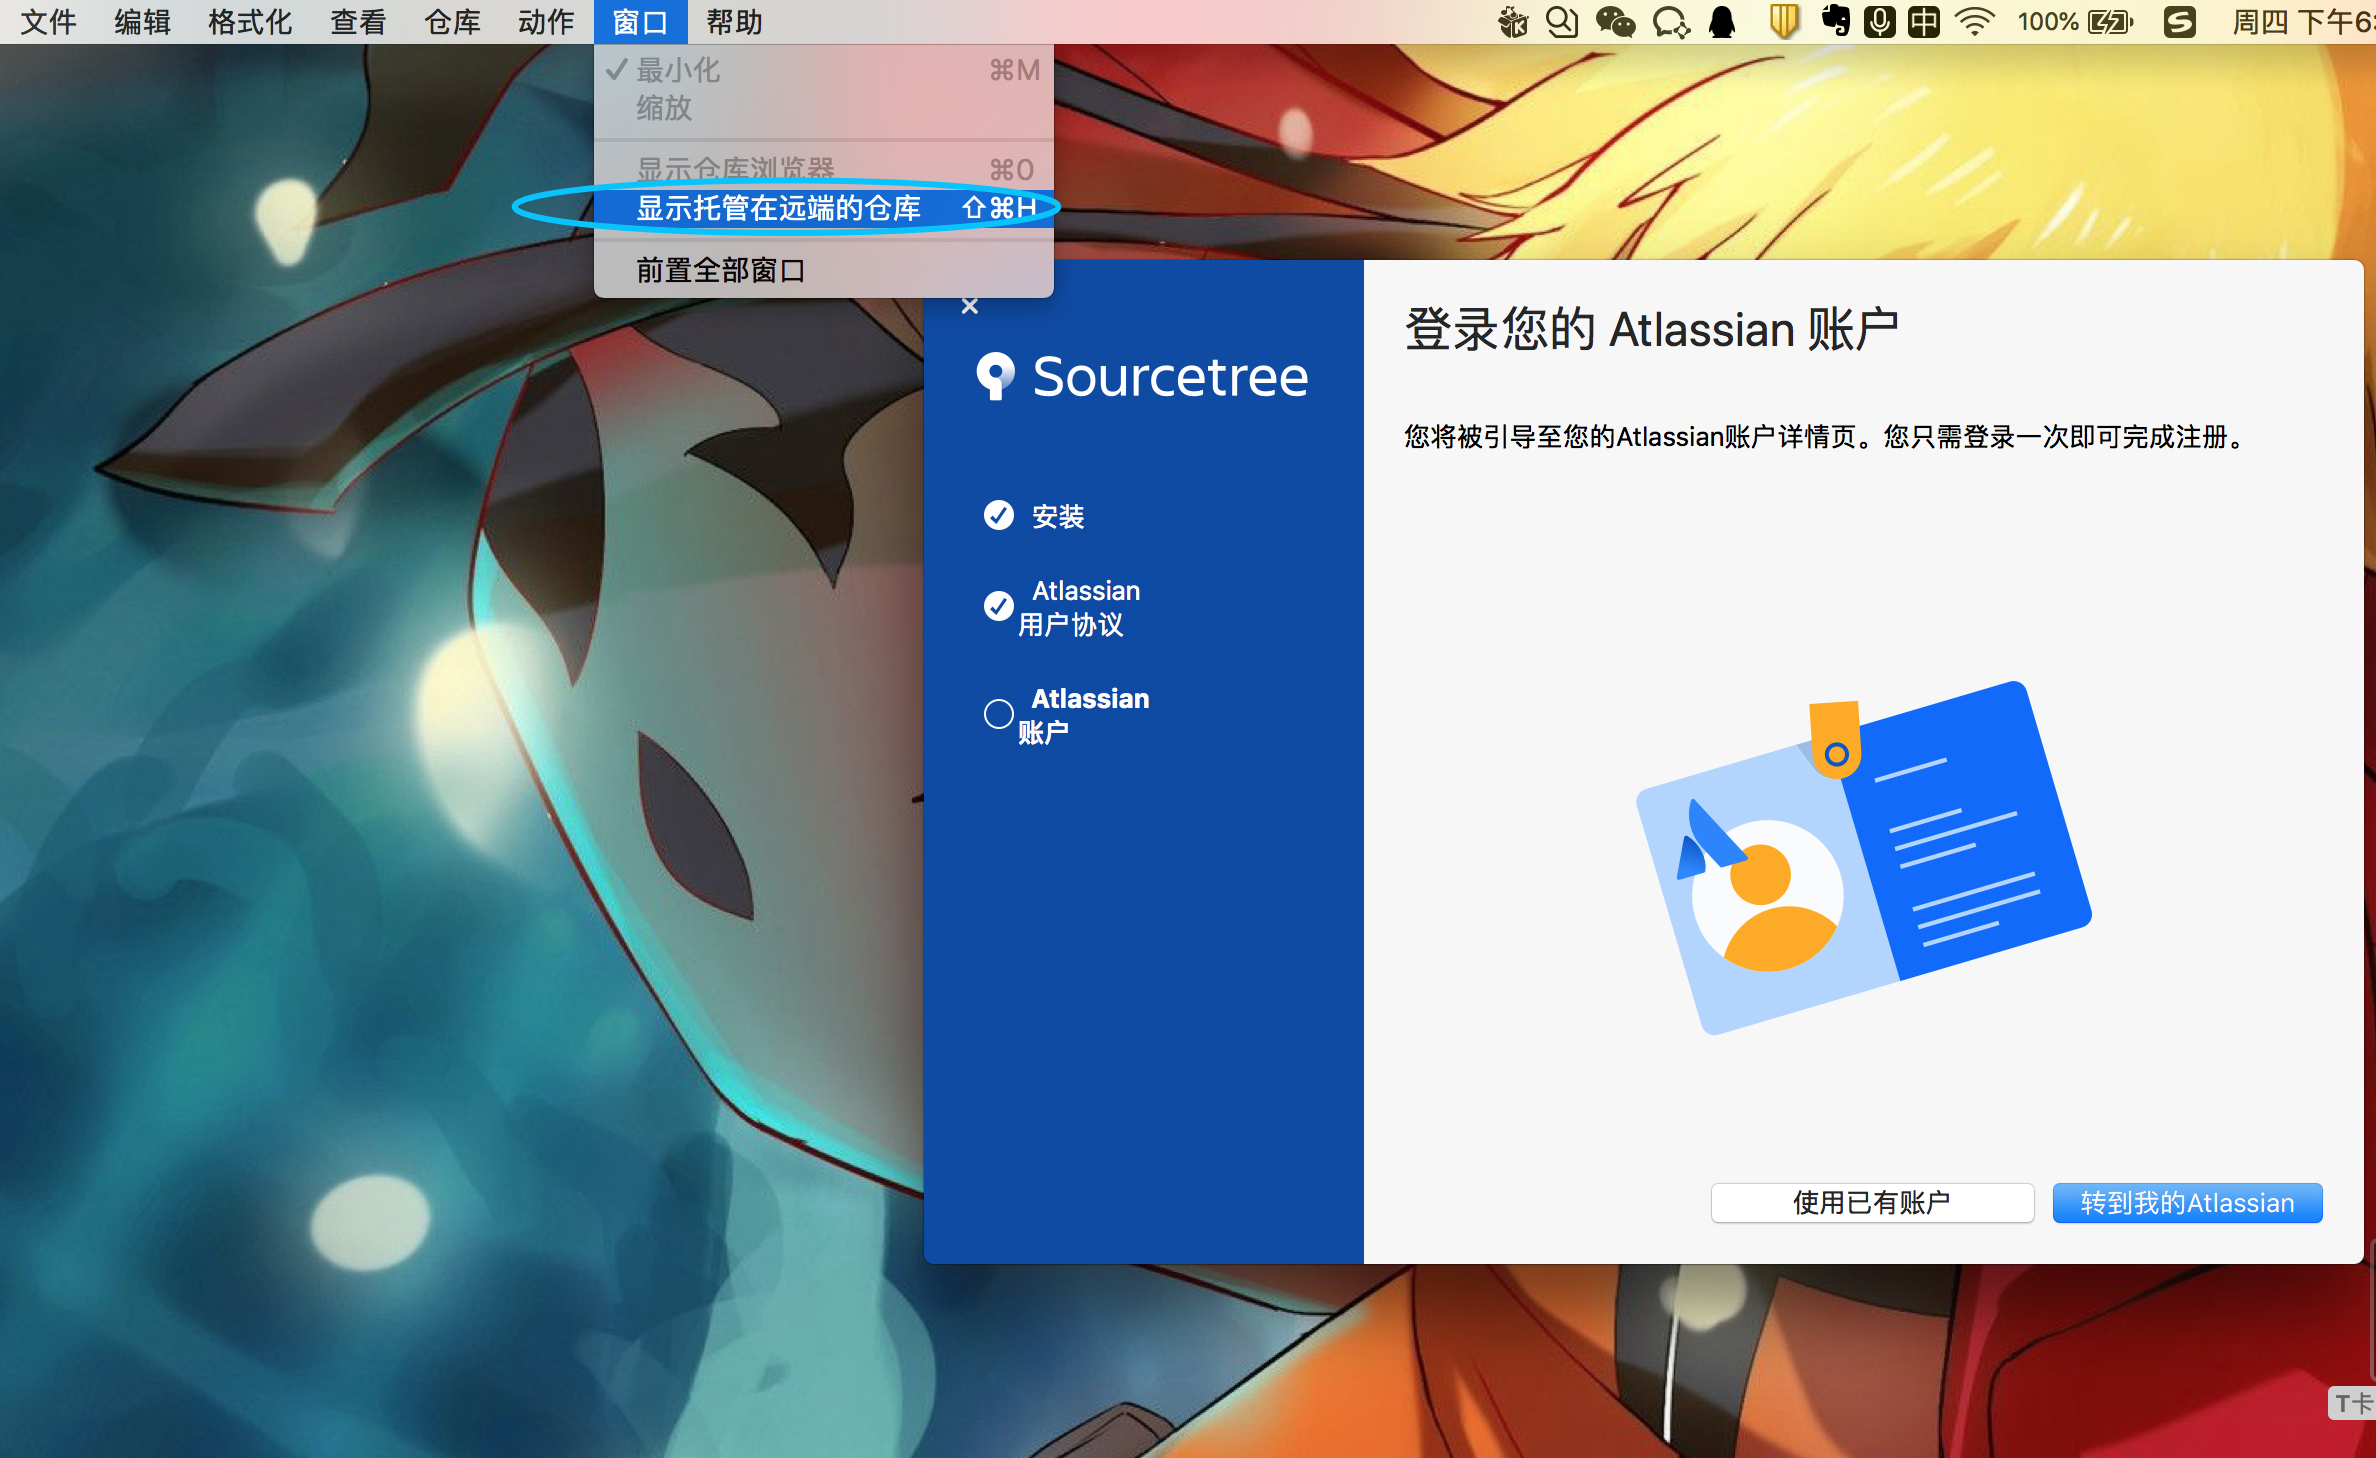 文件 编辑 格式化 查看 仓库 动作 窗口 帮助
中 100% 周四 下午6:
最小化 ⌘M
缩放
显示仓库浏览器 ⌘O
显示托管在远端的仓库 ⇧⌘H
前置全部窗口
Sourcetree
安装
Atlassian
用户协议
Atlassian
账户
登录您的 Atlassian 账户
您将被引导至您的Atlassian账户详情页。您只需登录一次即可完成注册。
使用已有账户
转到我的Atlassian
T卡